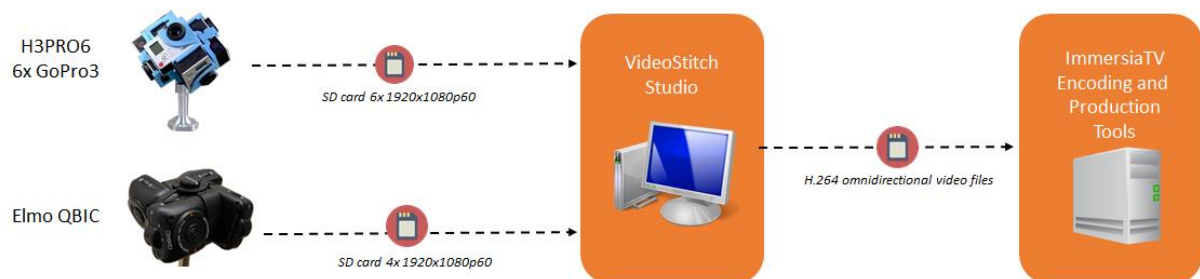 H3PRO6
6x GoPro3
SD card 6x 1920x1080p60
Elmo QBIC
SD card 4x 1920x1080p60
VideoStitch
Studio
H.264 omnidirectional video files
ImmersiaTV
Encoding and
Production
Tools